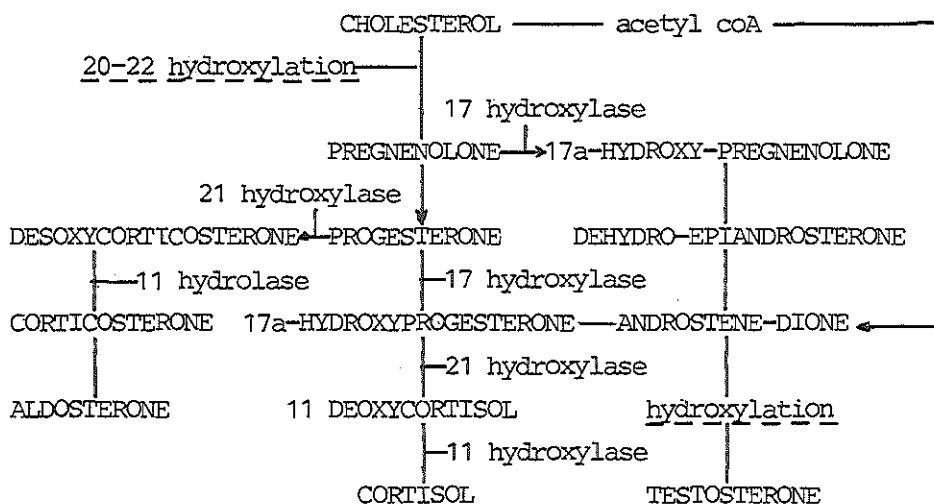 CHOLESTEROL acetyl coA
20-22 hydroxylation
17 hydroxylase
PREGNENOLONE 17a-HYDROXY-PREGNENOLONE
21 hydroxylase
DESOXYCORTICOSTERONE PROGESTERONE DEHYDRO-EPIANDROSTERONE
11 hydrolase 17 hydroxylase
CORTICOSTERONE 17a-HYDROXYPROGESTERONE ANDROSTENE-DIONE
21 hydroxylase
ALDOSTERONE 11 DEOXYCORTISOL hydroxylation
11 hydroxylase
CORTISOL TESTOSTERONE